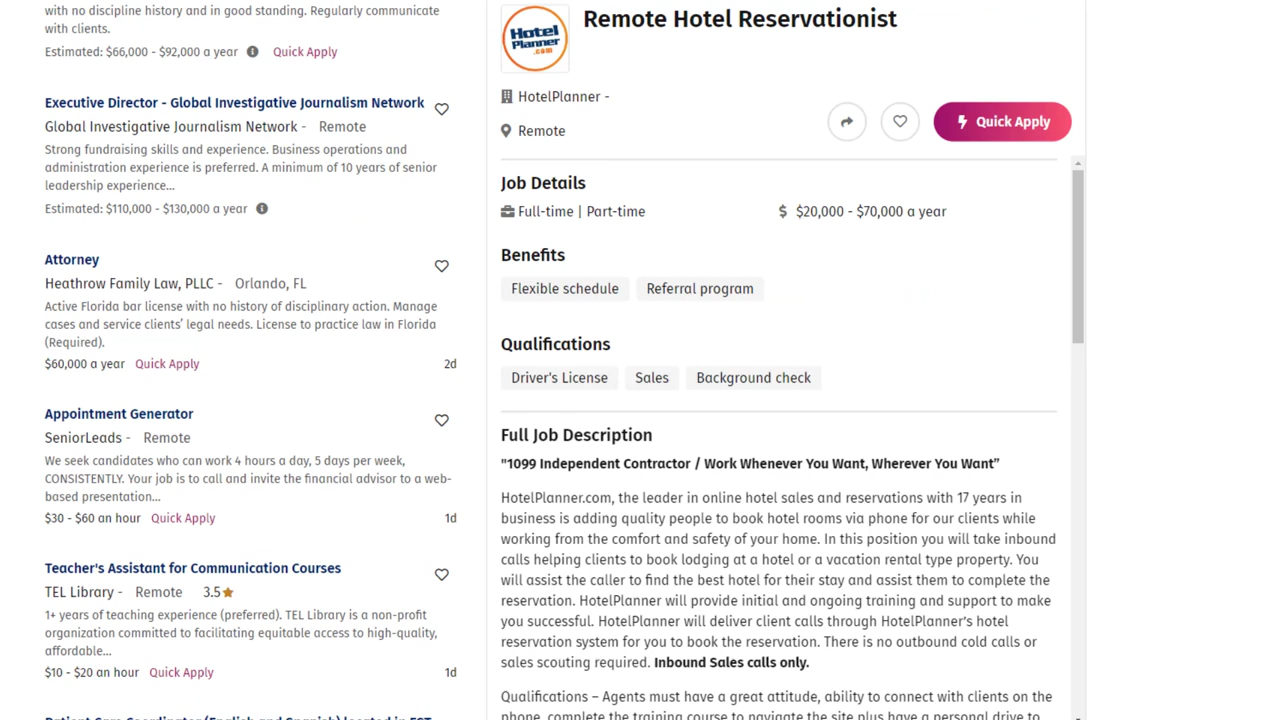 with no discipline history and in good standing. Regularly communicate
with clients.
Estimated: $66,000 - $92,000 a year Quick Apply
Executive Director - Global Investigative Journalism Network
Global Investigative Journalism Network - Remote
Strong fundraising skills and experience. Business operations and
administration experience is preferred. A minimum of 10 years of senior
leadership experience...
Estimated: $110,000 - $130,000 a year
Attorney
Heathrow Family Law, PLLC - Orlando, FL
Active Florida bar license with no history of disciplinary action. Manage
cases and service clients’ legal needs. License to practice law in Florida
(Required).
$60,000 a year Quick Apply 2d
Appointment Generator
SeniorLeads - Remote
We seek candidates who can work 4 hours a day, 5 days per week,
CONSISTENTLY. Your job is to call and invite the financial advisor to a web-
based presentation...
$30 - $60 an hour Quick Apply 1d
Teacher's Assistant for Communication Courses
TEL Library - Remote 3.5
1+ years of teaching experience (preferred). TEL Library is a non-profit
organization committed to facilitating equitable access to high-quality,
affordable...
$10 - $20 an hour Quick Apply 1d
Patient Care Coordinator (English and Spanish) located in EST
Hotel
Planner
.com
Remote Hotel Reservationist
HotelPlanner -
Remote
Quick Apply
Job Details
Full-time | Part-time
$ $20,000 - $70,000 a year
Benefits
Flexible schedule Referral program
Qualifications
Driver's License Sales Background check
Full Job Description
"1099 Independent Contractor / Work Whenever You Want, Wherever You Want”
HotelPlanner.com, the leader in online hotel sales and reservations with 17 years in
business is adding quality people to book hotel rooms via phone for our clients while
working from the comfort and safety of your home. In this position you will take inbound
calls helping clients to book lodging at a hotel or a vacation rental type property. You
will assist the caller to find the best hotel for their stay and assist them to complete the
reservation. HotelPlanner will provide initial and ongoing training and support to make
you successful. HotelPlanner will deliver client calls through HotelPlanner’s hotel
reservation system for you to book the reservation. There is no outbound cold calls or
sales scouting required. Inbound Sales calls only.
Qualifications – Agents must have a great attitude, ability to connect with clients on the
phone, complete the training course to navigate the site plus have a personal drive to